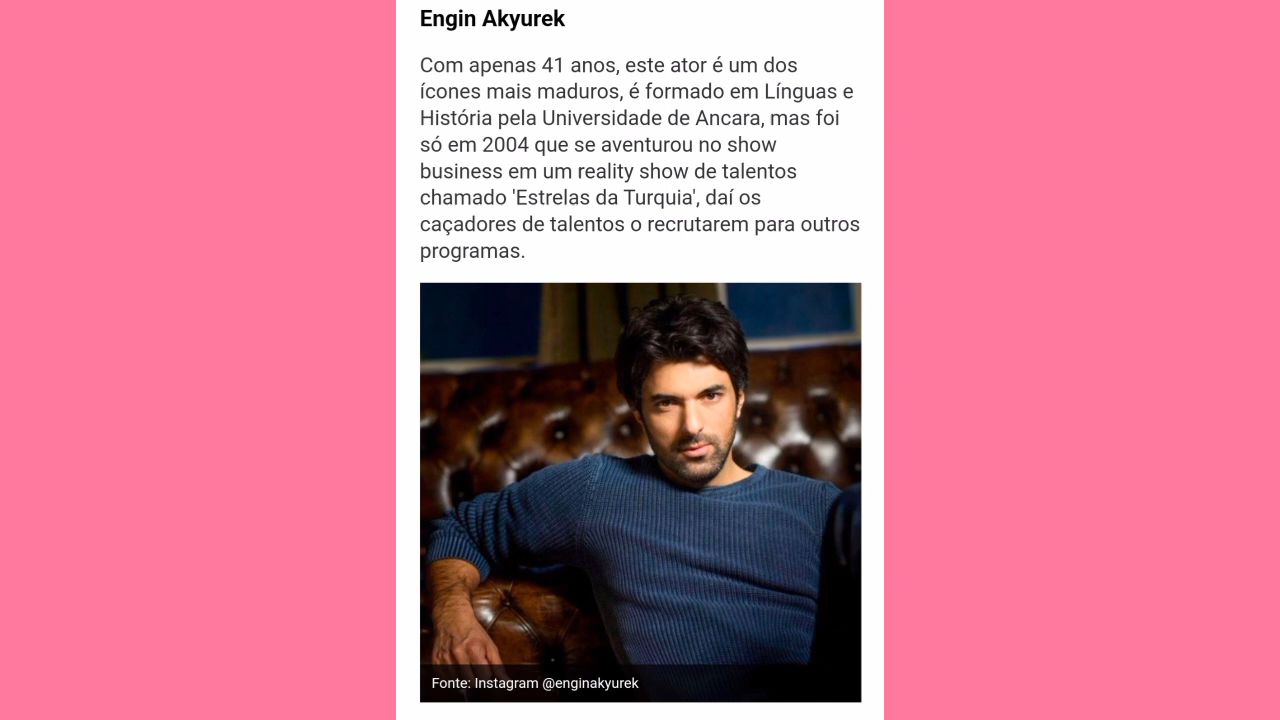 Engin Akyurek
Com apenas 41 anos, este ator é um dos
ícones mais maduros, é formado em Línguas e
História pela Universidade de Ancara, mas foi
só em 2004 que se aventurou no show
business em um reality show de talentos
chamado 'Estrelas da Turquia', daí os
caçadores de talentos o recrutarem para outros
programas.
Fonte: Instagram @enginakyurek